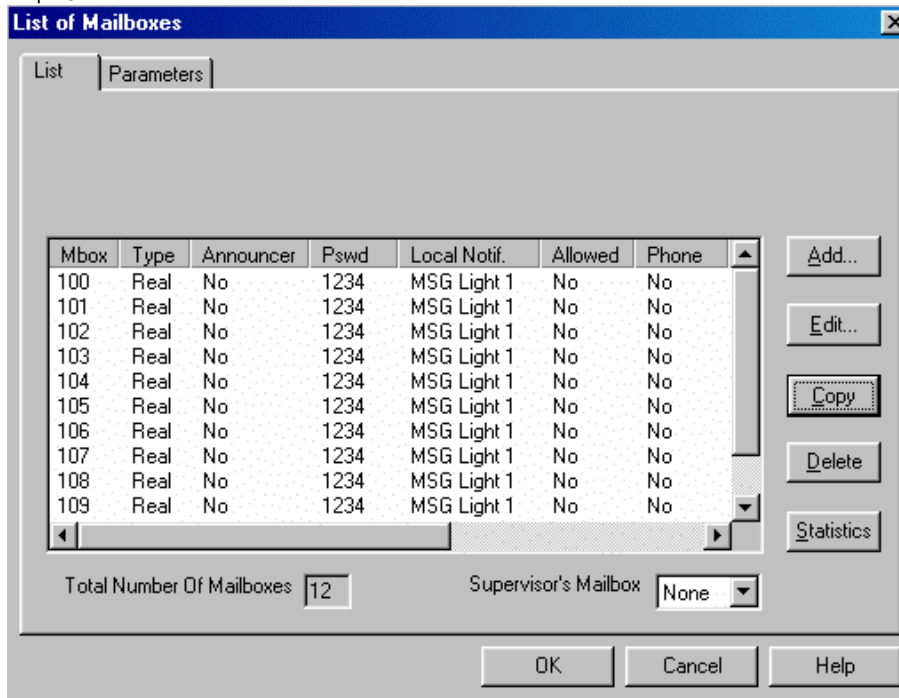 List of Mailboxes
List Parameters
Mbox Type Announcer Pswd Local Notif. Allowed Phone
100 Real No 1234 MSG Light 1 No No
101 Real No 1234 MSG Light 1 No No
102 Real No 1234 MSG Light 1 No No
103 Real No 1234 MSG Light 1 No No
104 Real No 1234 MSG Light 1 No No
105 Real No 1234 MSG Light 1 No No
106 Real No 1234 MSG Light 1 No No
107 Real No 1234 MSG Light 1 No No
108 Real No 1234 MSG Light 1 No No
109 Real No 1234 MSG Light 1 No No
Add...
Edit...
Copy
Delete
Statistics
Total Number Of Mailboxes 12 Supervisor's Mailbox None
OK Cancel Help